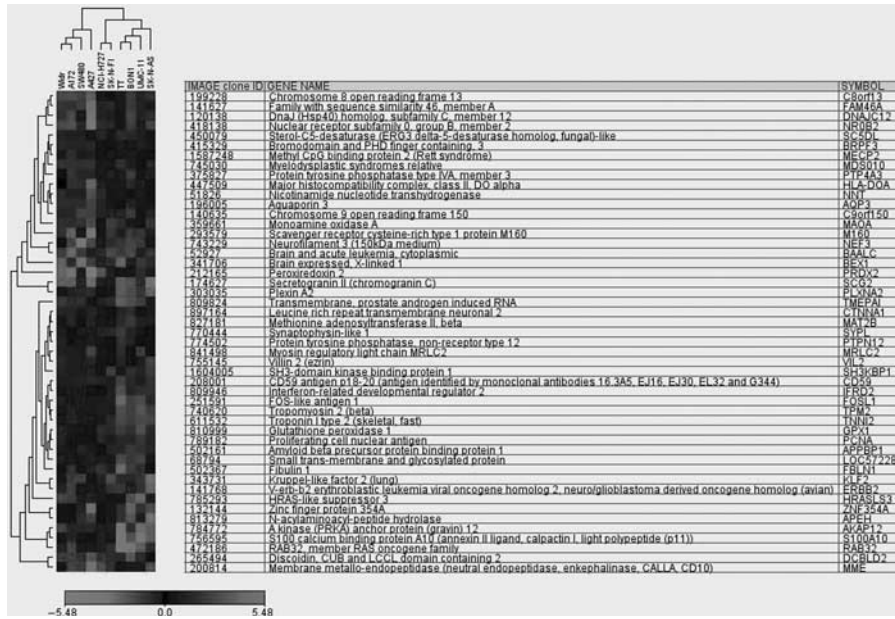 Widr
A172
SW480
A427
NCI-H727
SK-N-FI
TT
BON1
UMC-11
SK-N-AS
IMAGE clone ID GENE NAME SYMBOL
199228 Chromosome 8 open reading frame 13 C8orf13
141627 Family with sequence similarity 46, member A FAM46A
120138 DnaJ (Hsp40) homolog, subfamily C, member 12 DNAJC12
418138 Nuclear receptor subfamily 0, group B, member 2 NR0B2
450079 Sterol-C5-desaturase (ERG3 delta-5-desaturase homolog, fungal)-like SC5DL
415329 Bromodomain and PHD finger containing, 3 BRPF3
1587248 Methyl CpG binding protein 2 (Rett syndrome) MECP2
745030 Myelodysplastic syndromes relative MDS010
375827 Protein tyrosine phosphatase type IVA, member 3 PTP4A3
447509 Major histocompatibility complex, class II, DO alpha HLA-DOA
51826 Nicotinamide nucleotide transhydrogenase NNT
196005 Aquaporin 3 AQP3
140635 Chromosome 9 open reading frame 150 C9orf150
359661 Monoamine oxidase A MAOA
293579 Scavenger receptor cysteine-rich type 1 protein M160 M160
743229 Neurofilament 3 (150kDa medium) NEF3
52927 Brain and acute leukemia, cytoplasmic BAALC
341706 Brain expressed, X-linked 1 BEX1
212165 Peroxiredoxin 2 PRDX2
174627 Secretogranin II (chromogranin C) SCG2
303035 Plexin A2 PLXNA2
809824 Transmembrane, prostate androgen induced RNA TMEPAI
897164 Leucine rich repeat transmembrane neuronal 2 CTNNA1
827181 Methionine adenosyltransferase II, beta MAT2B
770444 Synaptophysin-like 1 SYPL
774502 Protein tyrosine phosphatase, non-receptor type 12 PTPN12
841498 Myosin regulatory light chain MRLC2 MRLC2
755145 Villin 2 (ezrin) VIL2
1604005 SH3-domain kinase binding protein 1 SH3KBP1
208001 CD59 antigen p18-20 (antigen identified by monoclonal antibodies 16.3A5, EJ16, EJ30, EL32 and G344) CD59
809946 Interferon-related developmental regulator 2 IFRD2
251591 FOS-like antigen 1 FOSL1
740620 Tropomyosin 2 (beta) TPM2
611532 Troponin I type 2 (skeletal, fast) TNNI2
810999 Glutathione peroxidase 1 GPX1
789182 Proliferating cell nuclear antigen PCNA
502161 Amyloid beta precursor protein binding protein 1 APPBP1
68794 Small trans-membrane and glycosylated protein LOC57228
502367 Fibulin 1 FBLN1
343731 Kruppel-like factor 2 (lung) KLF2
141768 V-erb-b2 erythroblastic leukemia viral oncogene homolog 2, neuro/glioblastoma derived oncogene homolog (avian) ERBB2
785293 HRAS-like suppressor 3 HRASLS3
132144 Zinc finger protein 354A ZNF354A
813279 N-acylaminoacyl-peptide hydrolase APEH
784772 A kinase (PRKA) anchor protein (gravin) 12 AKAP12
756595 S100 calcium binding protein A10 (annexin II ligand, calpactin I, light polypeptide (p11)) S100A10
472186 RAB32, member RAS oncogene family RAB32
265494 Discoidin, CUB and LCCL domain containing 2 DCBLD2
200814 Membrane metallo-endopeptidase (neutral endopeptidase, enkephalinase, CALLA, CD10) MME
−5.48 0.0 5.48